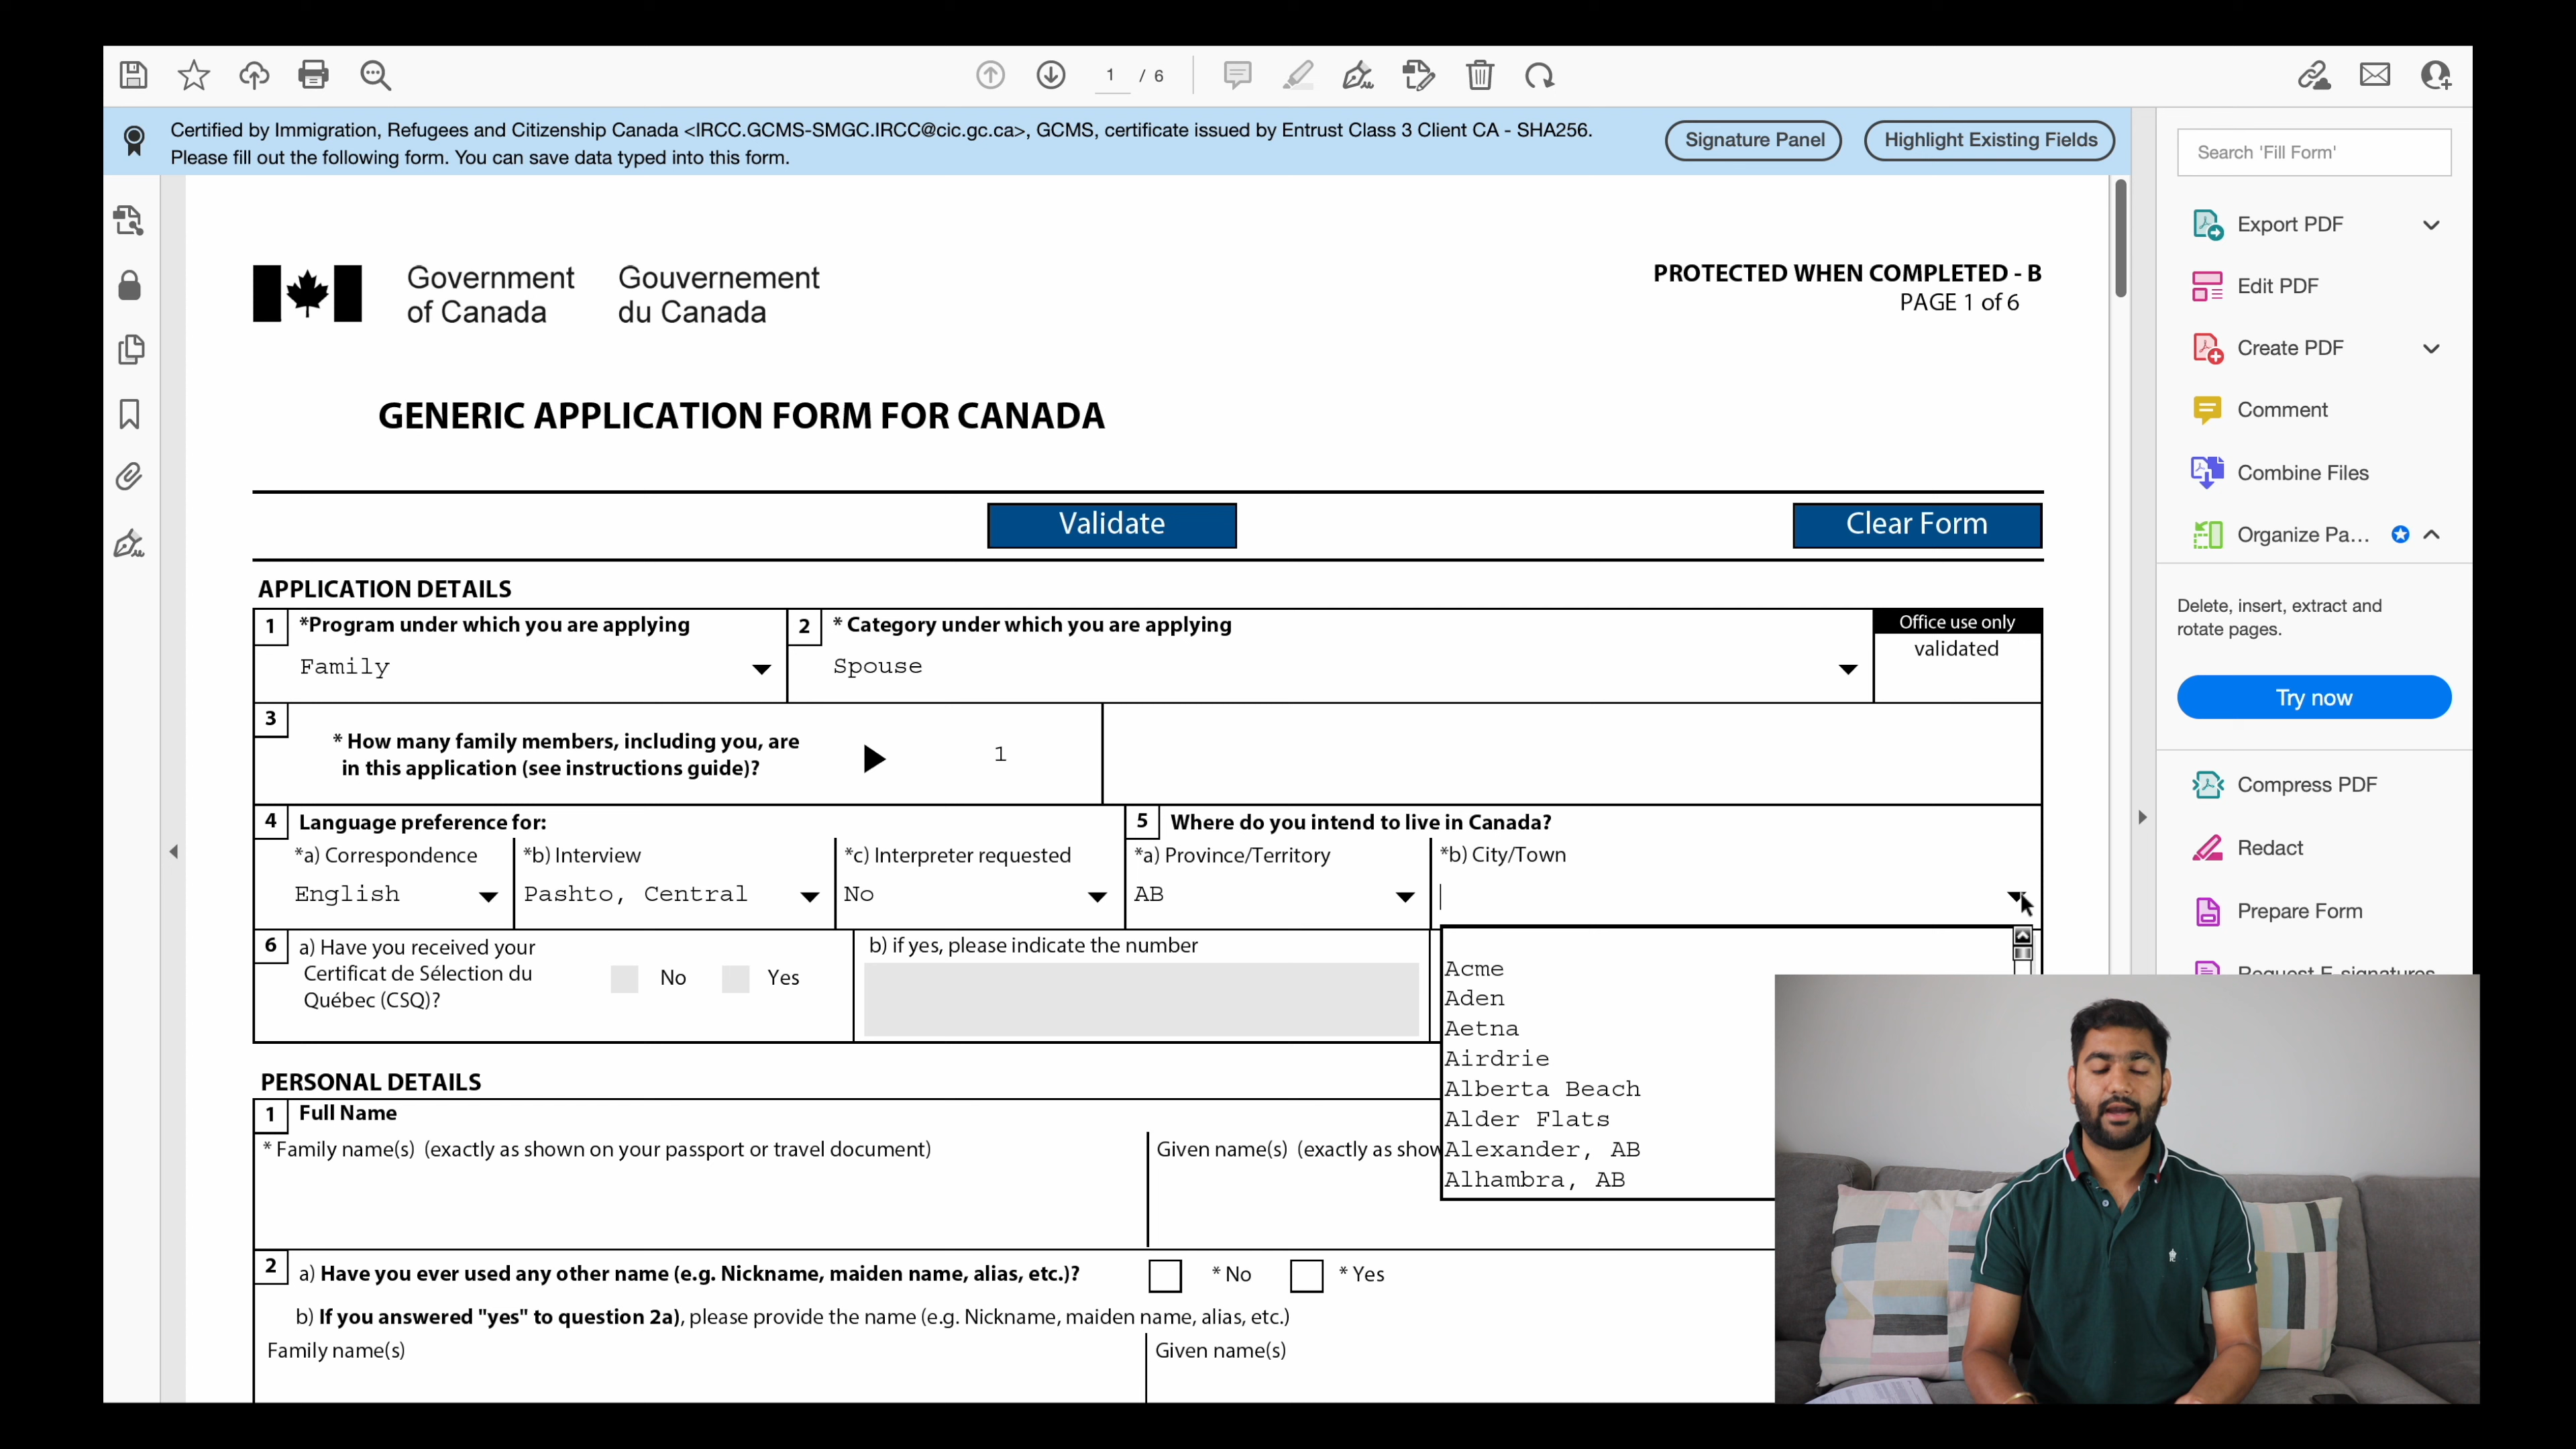 1 / 6
Certified by Immigration, Refugees and Citizenship Canada <IRCC.GCMS-SMGC.IRCC@cic.gc.ca>, GCMS, certificate issued by Entrust Class 3 Client CA - SHA256.
Please fill out the following form. You can save data typed into this form.
Signature Panel
Highlight Existing Fields
Search 'Fill Form'
Export PDF
Edit PDF
Create PDF
Comment
Combine Files
Organize Pa...
Delete, insert, extract and
rotate pages.
Try now
Compress PDF
Redact
Prepare Form
Request E-signatures
Government
of Canada
Gouvernement
du Canada
PROTECTED WHEN COMPLETED - B
PAGE 1 of 6
GENERIC APPLICATION FORM FOR CANADA
Validate
Clear Form
APPLICATION DETAILS
1 *Program under which you are applying
Family
2 * Category under which you are applying
Spouse
Office use only
validated
3
* How many family members, including you, are
in this application (see instructions guide)?
1
4 Language preference for:
*a) Correspondence
English
*b) Interview
Pashto, Central
*c) Interpreter requested
No
5 Where do you intend to live in Canada?
*a) Province/Territory
AB
*b) City/Town
Acme
Aden
Aetna
Airdrie
Alberta Beach
Alder Flats
Alexander, AB
Alhambra, AB
6 a) Have you received your
Certificat de Sélection du
Québec (CSQ)?
No
Yes
b) if yes, please indicate the number
PERSONAL DETAILS
1 Full Name
* Family name(s) (exactly as shown on your passport or travel document)
Given name(s) (exactly as show
2 a) Have you ever used any other name (e.g. Nickname, maiden name, alias, etc.)?
* No
* Yes
b) If you answered "yes" to question 2a), please provide the name (e.g. Nickname, maiden name, alias, etc.)
Family name(s)
Given name(s)